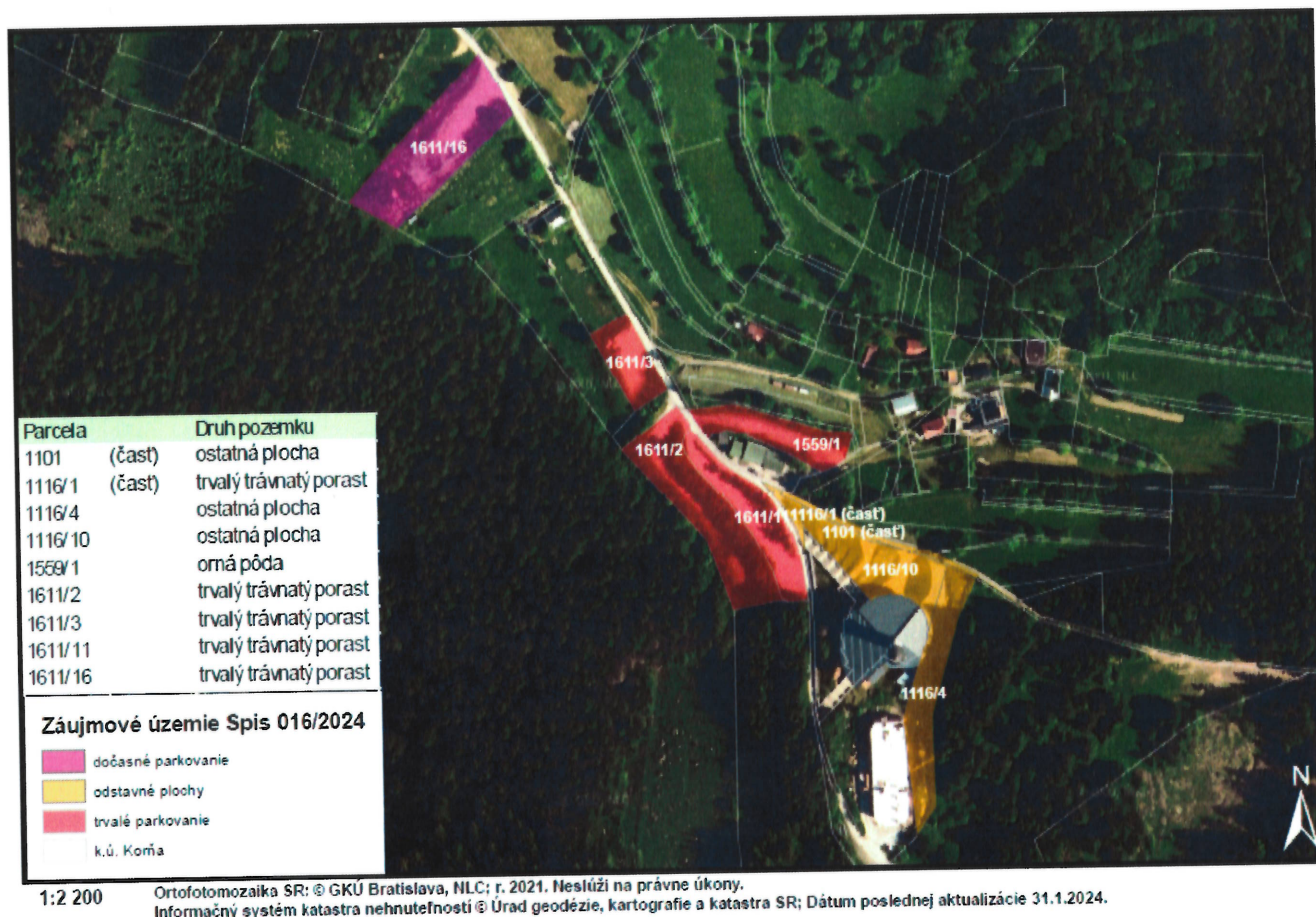 1611/16
1611/3
1611/2
1559/1
1611/11
1116/1 (časť)
1101 (časť)
1116/10
1116/4
Parcela Druh pozemku
1101 (časť) ostatná plocha
1116/1 (časť) trvalý trávnatý porast
1116/4 ostatná plocha
1116/10 ostatná plocha
1559/1 orná pôda
1611/2 trvalý trávnatý porast
1611/3 trvalý trávnatý porast
1611/11 trvalý trávnatý porast
1611/16 trvalý trávnatý porast
Záujmové územie Spis 016/2024
dočasné parkovanie
odstavné plochy
trvalé parkovanie
k.ú. Korňa
N
1:2 200 Ortofotomozaika SR: © GKÚ Bratislava, NLC; r. 2021. Neslúži na právne úkony.
Informačný systém katastra nehnuteľností © Úrad geodézie, kartografie a katastra SR; Dátum poslednej aktualizácie 31.1.2024.